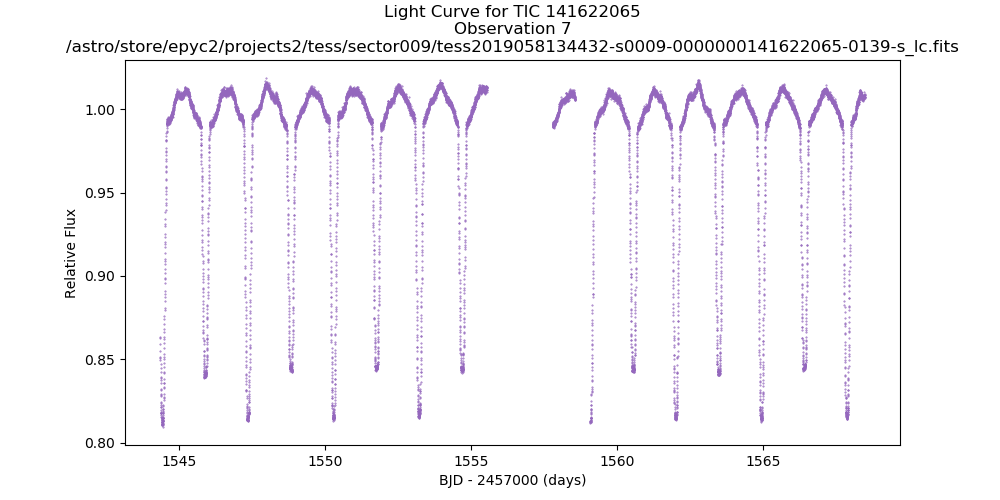 Light Curve for TIC 141622065
Observation 7
/astro/store/epyc2/projects2/tess/sector009/tess2019058134432-s0009-0000000141622065-0139-s_lc.fits
1.00
0.95
0.90
0.85
0.80
Relative Flux
1545 1550 1555 1560 1565
BJD - 2457000 (days)